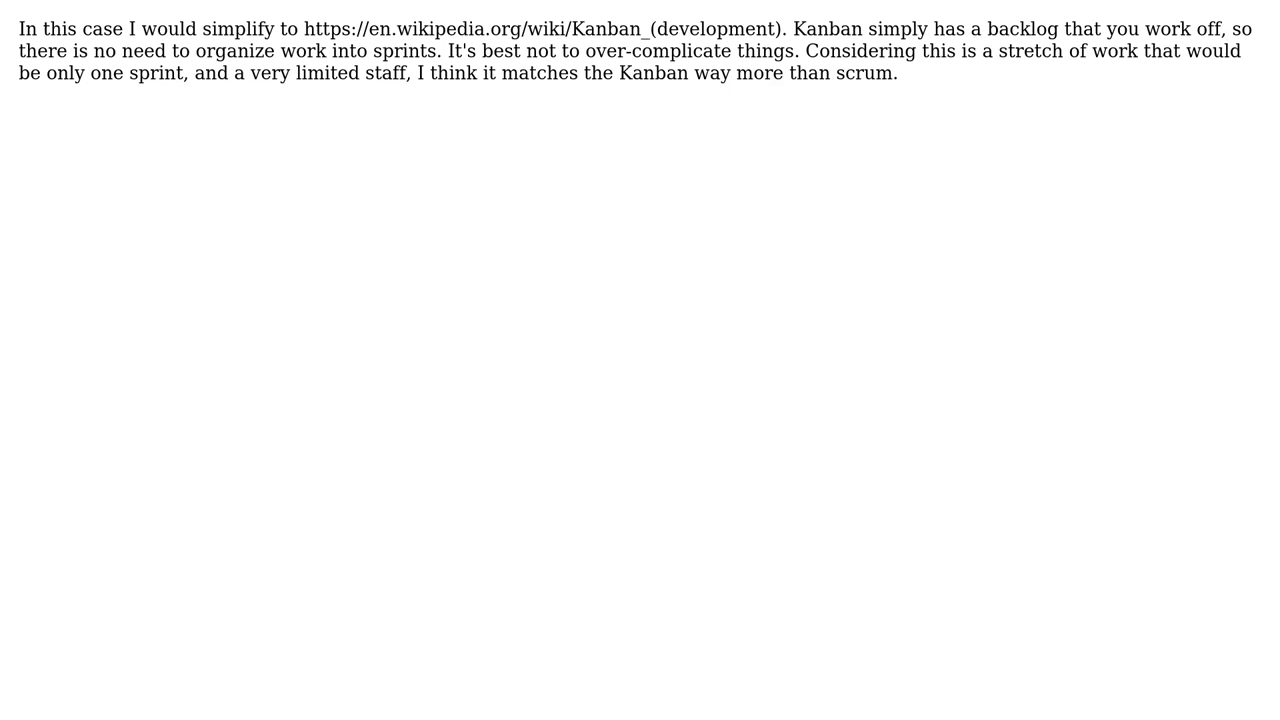 In this case I would simplify to https://en.wikipedia.org/wiki/Kanban_(development). Kanban simply has a backlog that you work off, so
there is no need to organize work into sprints. It's best not to over-complicate things. Considering this is a stretch of work that would
be only one sprint, and a very limited staff, I think it matches the Kanban way more than scrum.